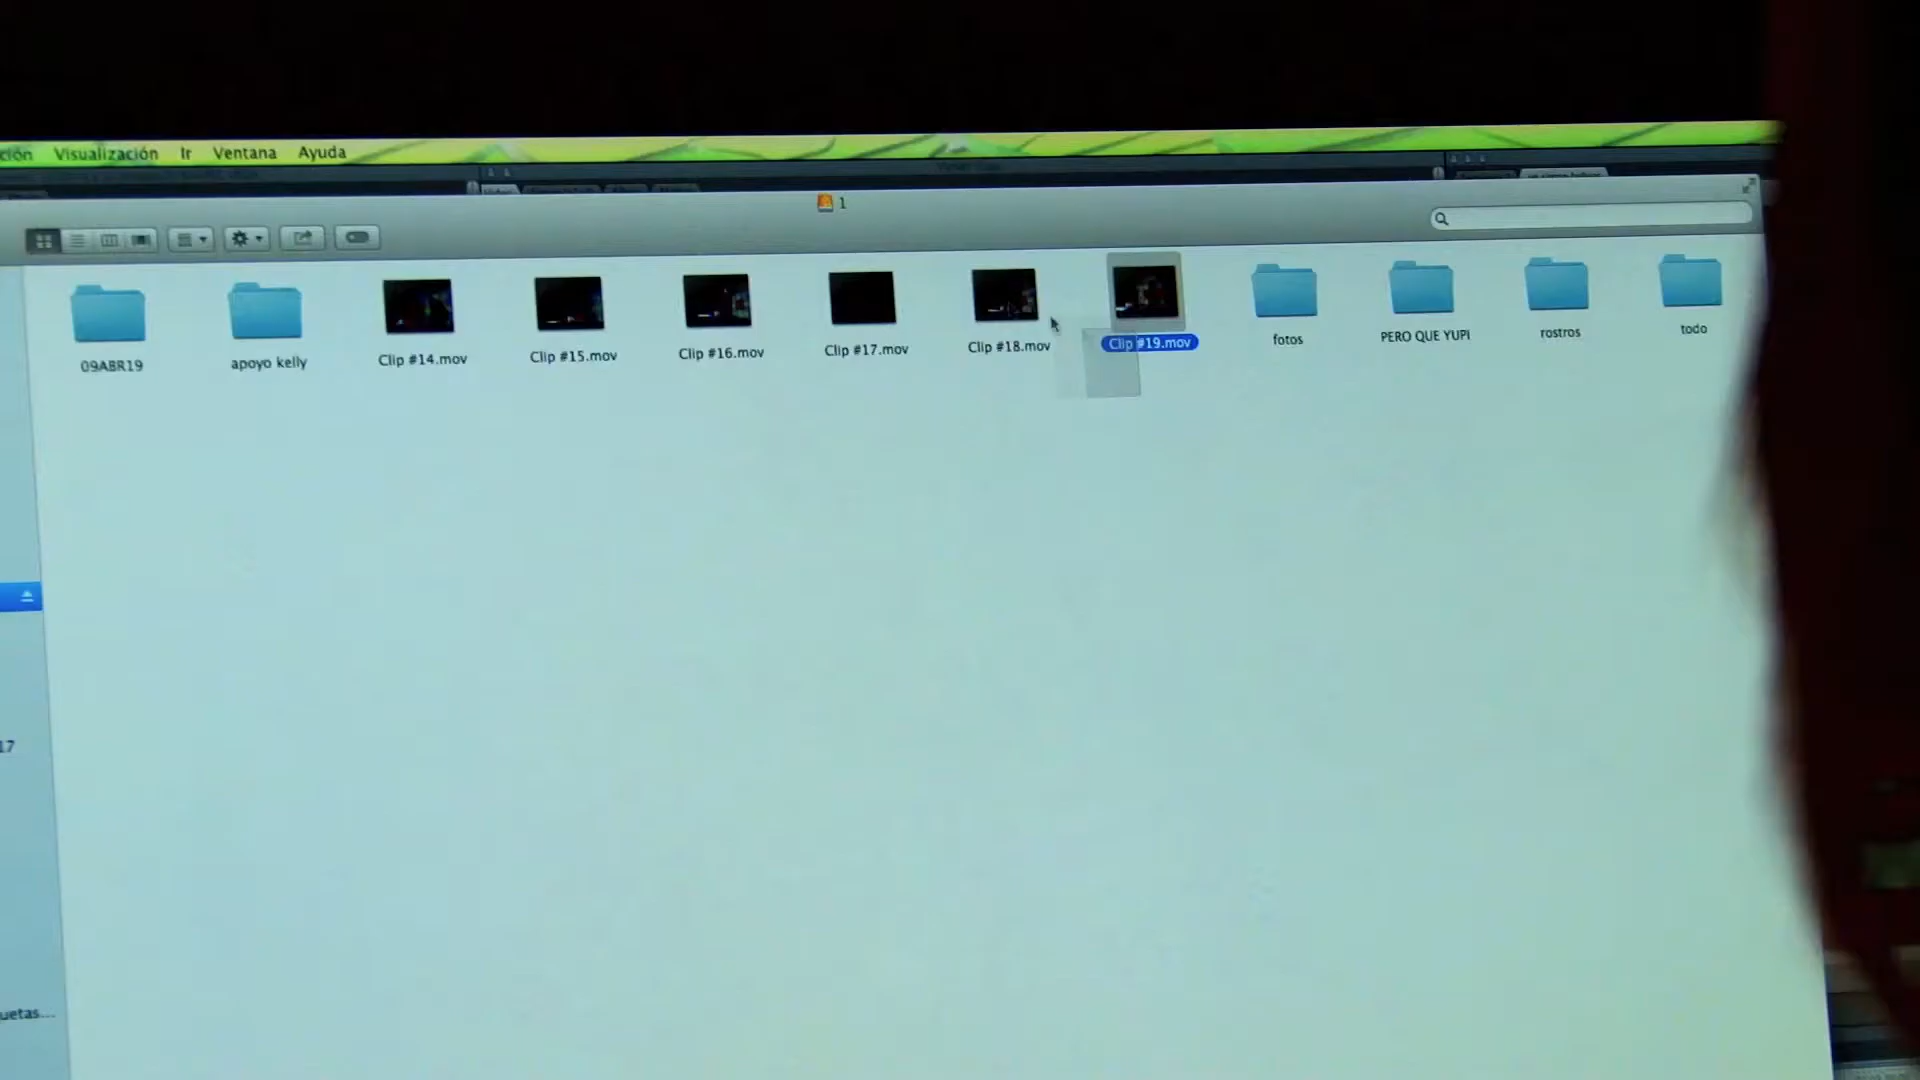 Visualización Ir Ventana Ayuda
1
09ABR19
apoyo kelly
Clip #14.mov
Clip #15.mov
Clip #16.mov
Clip #17.mov
Clip #18.mov
Clip #19.mov
fotos
PERO QUE YUPI
rostros
todo
17
uetas...